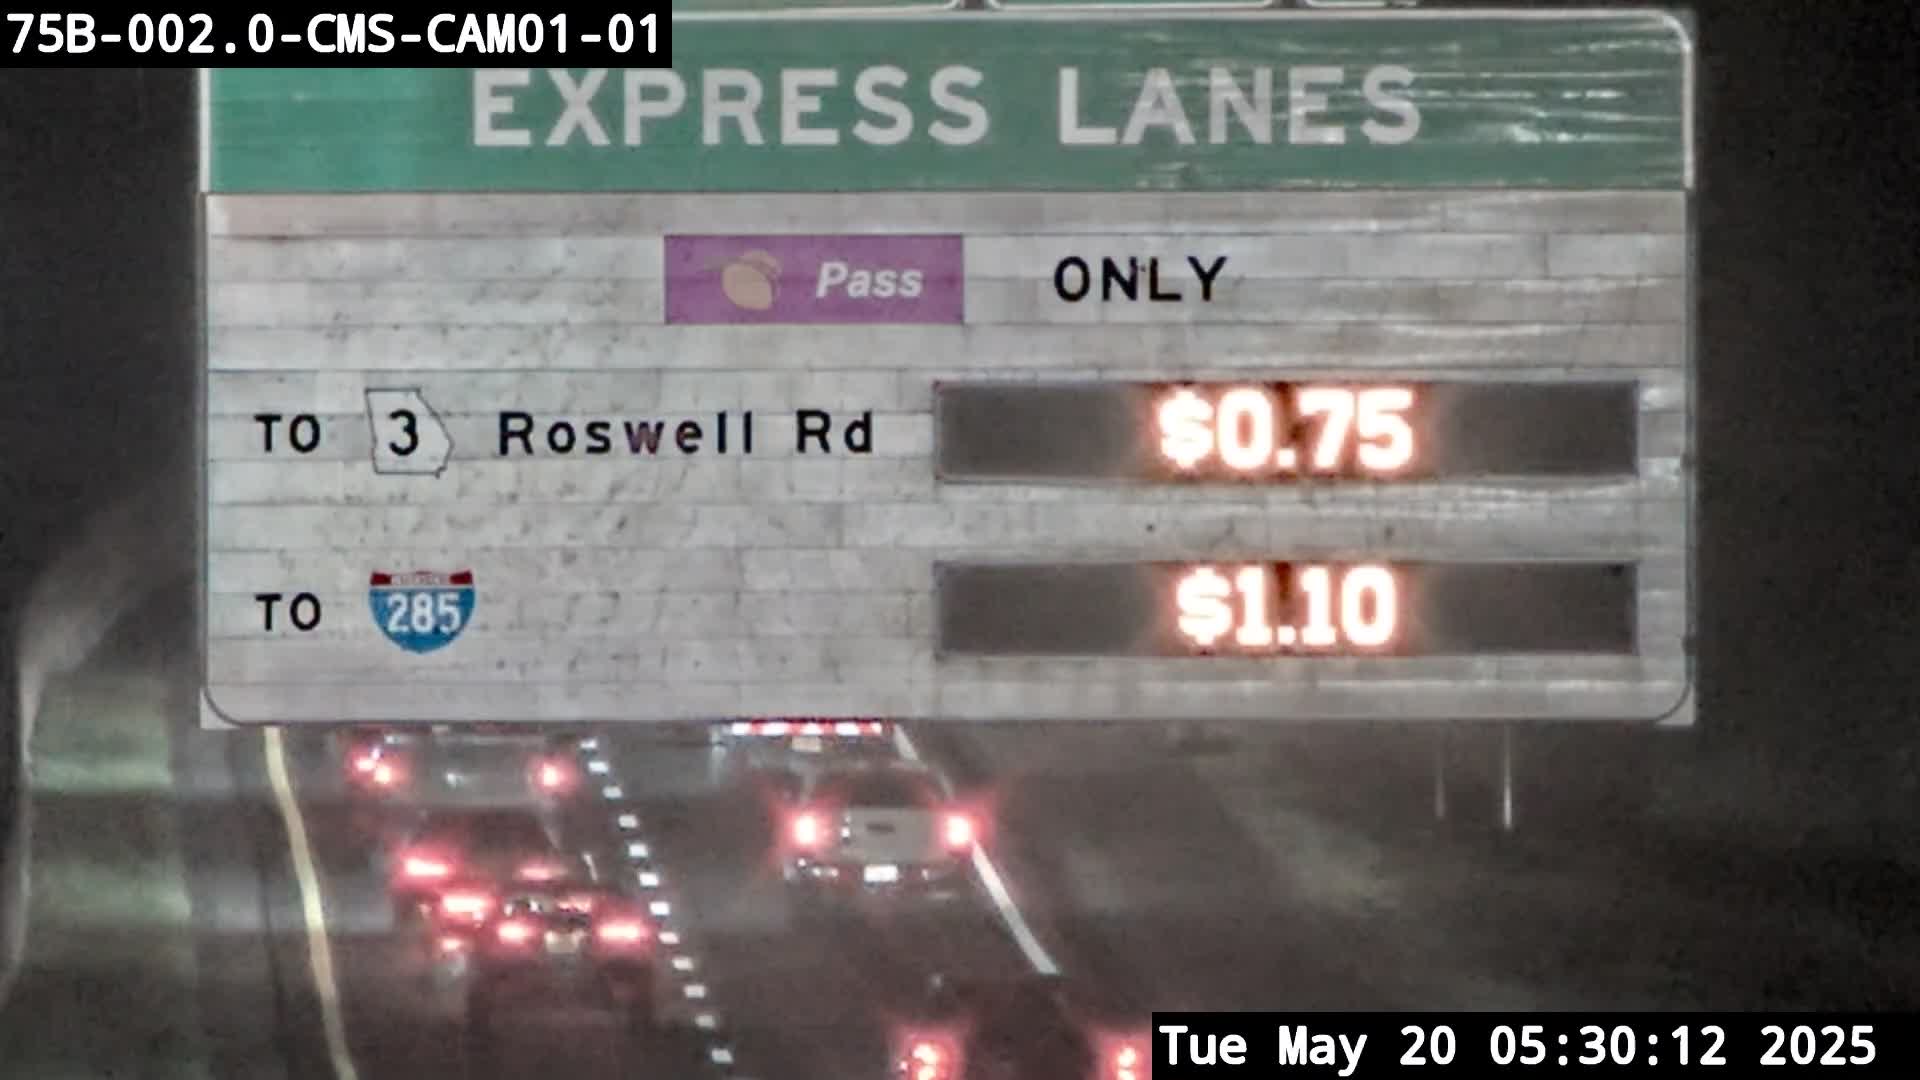 75B-002.0-CMS-CAM01-01
EXPRESS LANES
Pass ONLY
TO 3 Roswell Rd $0.75
TO 285 $1.10
Tue May 20 05:30:12 2025